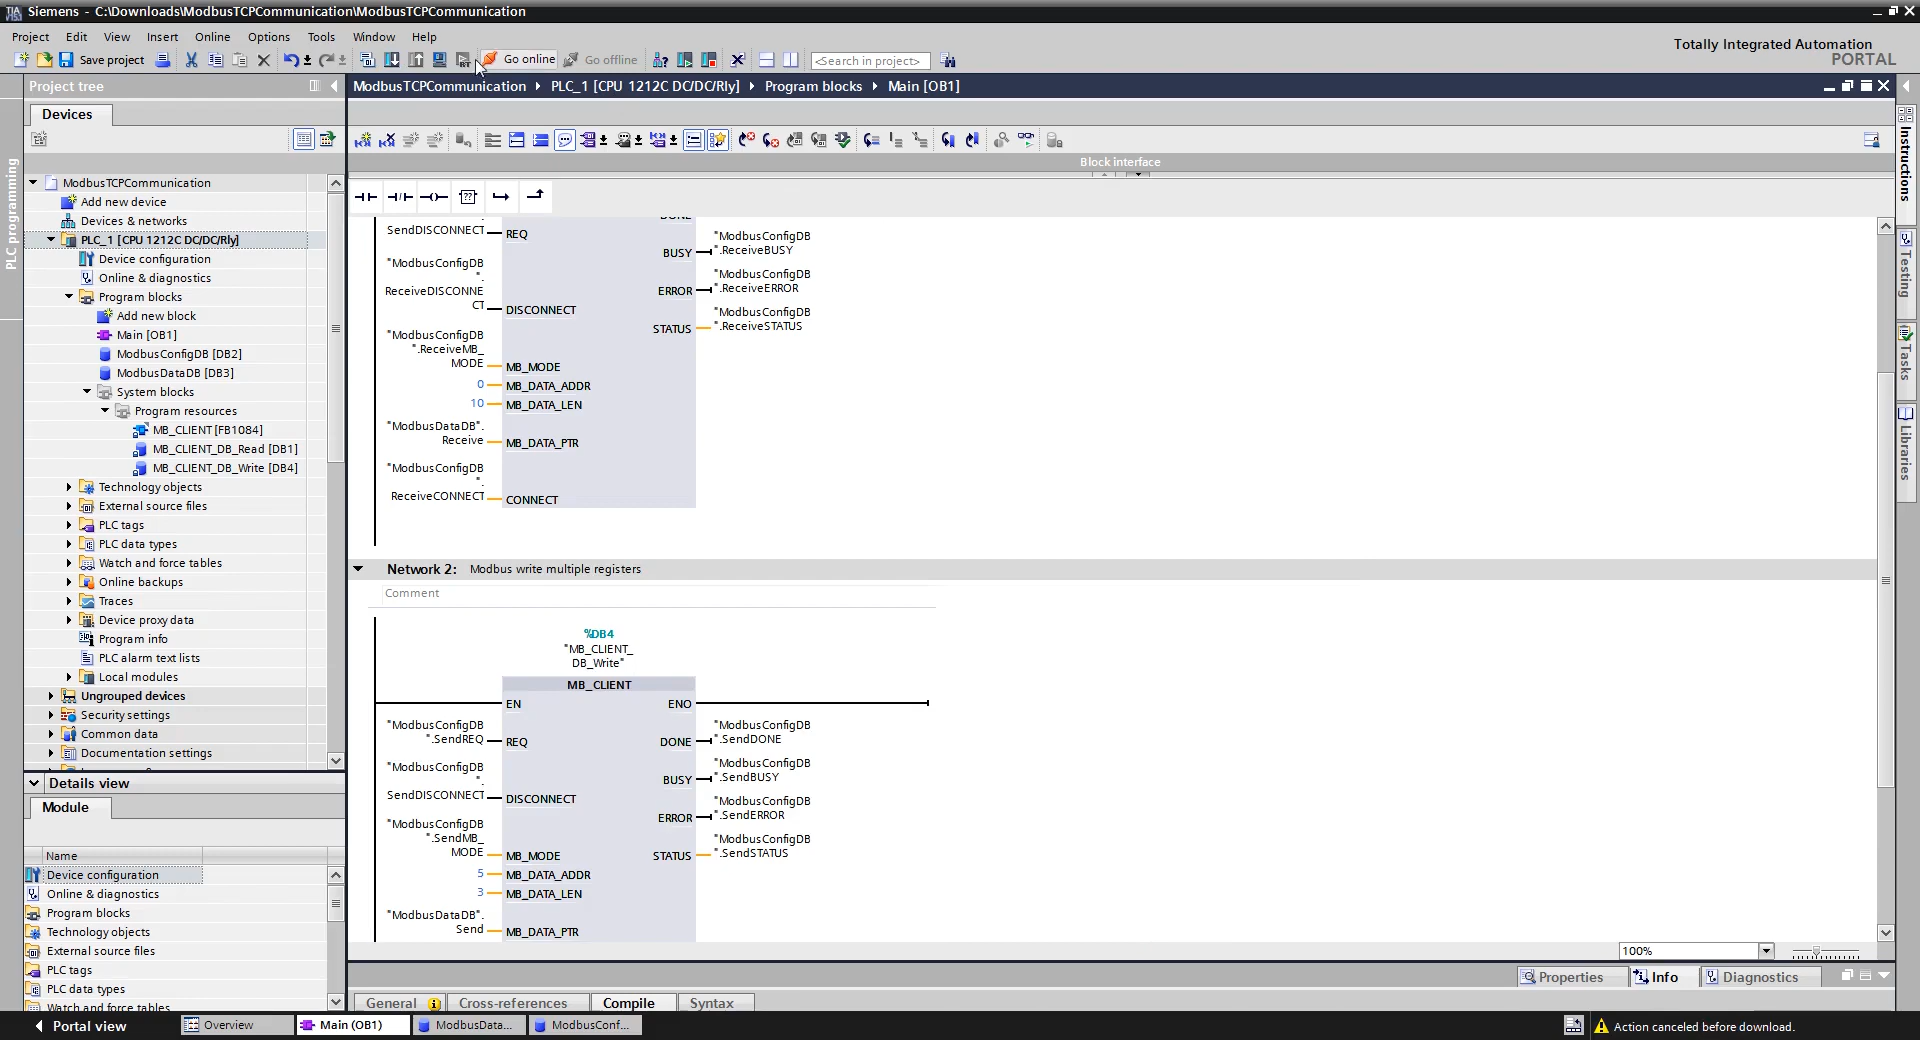 Siemens - C:\Downloads\ModbusTCPCommunication\ModbusTCPCommunication
Project Edit View Insert Online Options Tools Window Help
Totally Integrated Automation
PORTAL
Save project
Go online
Go offline
<Search in project>
Project tree
Devices
PLC programming
ModbusTCPCommunication
Add new device
Devices & networks
PLC_1 [CPU 1212C DC/DC/Rly]
Device configuration
Online & diagnostics
Program blocks
Add new block
Main [OB1]
ModbusConfigDB [DB2]
ModbusDataDB [DB3]
System blocks
Program resources
MB_CLIENT [FB1084]
MB_CLIENT_DB_Read [DB1]
MB_CLIENT_DB_Write [DB4]
Technology objects
External source files
PLC tags
PLC data types
Watch and force tables
Online backups
Traces
Device proxy data
Program info
PLC alarm text lists
Local modules
Ungrouped devices
Security settings
Common data
Documentation settings
Details view
Module
Name
Device configuration
Online & diagnostics
Program blocks
Technology objects
External source files
PLC tags
PLC data types
Watch and force tables
ModbusTCPCommunication PLC_1 [CPU 1212C DC/DC/Rly] Program blocks Main [OB1]
Block interface
DONE
SendDISCONNECT REQ
"ModbusConfigDB
BUSY ".ReceiveBUSY
"ModbusConfigDB
".
ReceiveDISCONNE
CT DISCONNECT
"ModbusConfigDB
ERROR ".ReceiveERROR
"ModbusConfigDB
STATUS ".ReceiveSTATUS
"ModbusConfigDB
".ReceiveMB_
MODE MB_MODE
0 MB_DATA_ADDR
10 MB_DATA_LEN
"ModbusDataDB".
Receive MB_DATA_PTR
"ModbusConfigDB
".
ReceiveCONNECT CONNECT
Network 2: Modbus write multiple registers
Comment
%DB4
"MB_CLIENT_
DB_Write"
MB_CLIENT
EN ENO
"ModbusConfigDB
".SendREQ REQ
"ModbusConfigDB
DONE ".SendDONE
"ModbusConfigDB
".
SendDISCONNECT DISCONNECT
"ModbusConfigDB
BUSY ".SendBUSY
"ModbusConfigDB
ERROR ".SendERROR
"ModbusConfigDB
".SendMB_
MODE MB_MODE
"ModbusConfigDB
STATUS ".SendSTATUS
5 MB_DATA_ADDR
3 MB_DATA_LEN
"ModbusDataDB".
Send MB_DATA_PTR
100%
Properties Info Diagnostics
General Cross-references Compile Syntax
Instructions
Testing
Tasks
Libraries
Portal view Overview Main (OB1) ModbusData... ModbusConf...
Action canceled before download.